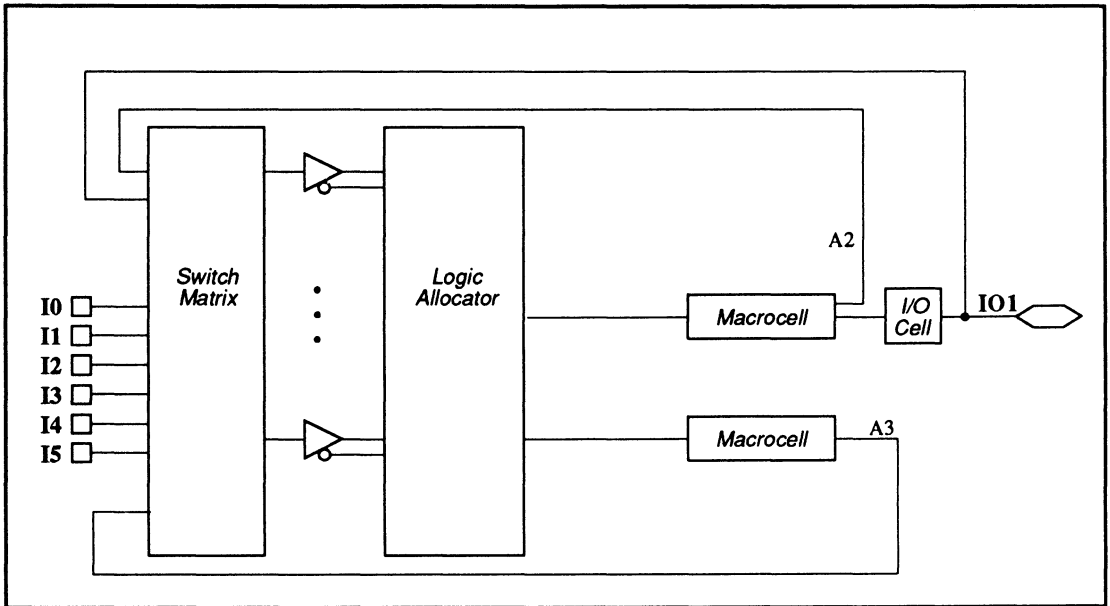 A2
Switch
Matrix
Logic
Allocator
I/O
Cell
IO1
Macrocell
I0
I1
I2
I3
I4
I5
Macrocell
A3